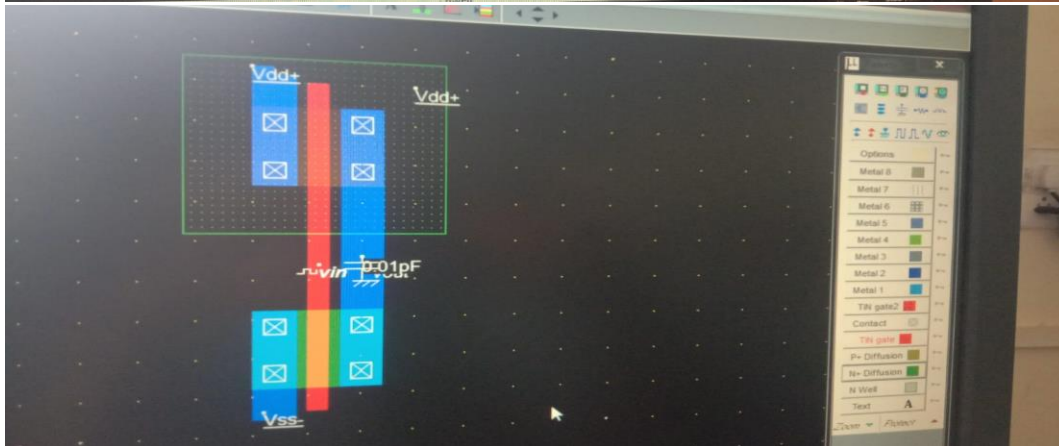 Vdd+
Vdd+
vin
0.01pF
Vss-
Options
Metal 8
Metal 7
Metal 6
Metal 5
Metal 4
Metal 3
Metal 2
Metal 1
TiN gate2
Contact
TiN gate
P+ Diffusion
N+ Diffusion
N Well
Text A
Zoom Protect